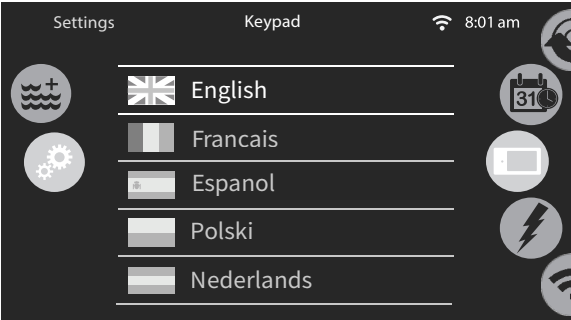 Settings
Keypad
8:01 am
English
31
Francais
Espanol
Polski
Nederlands